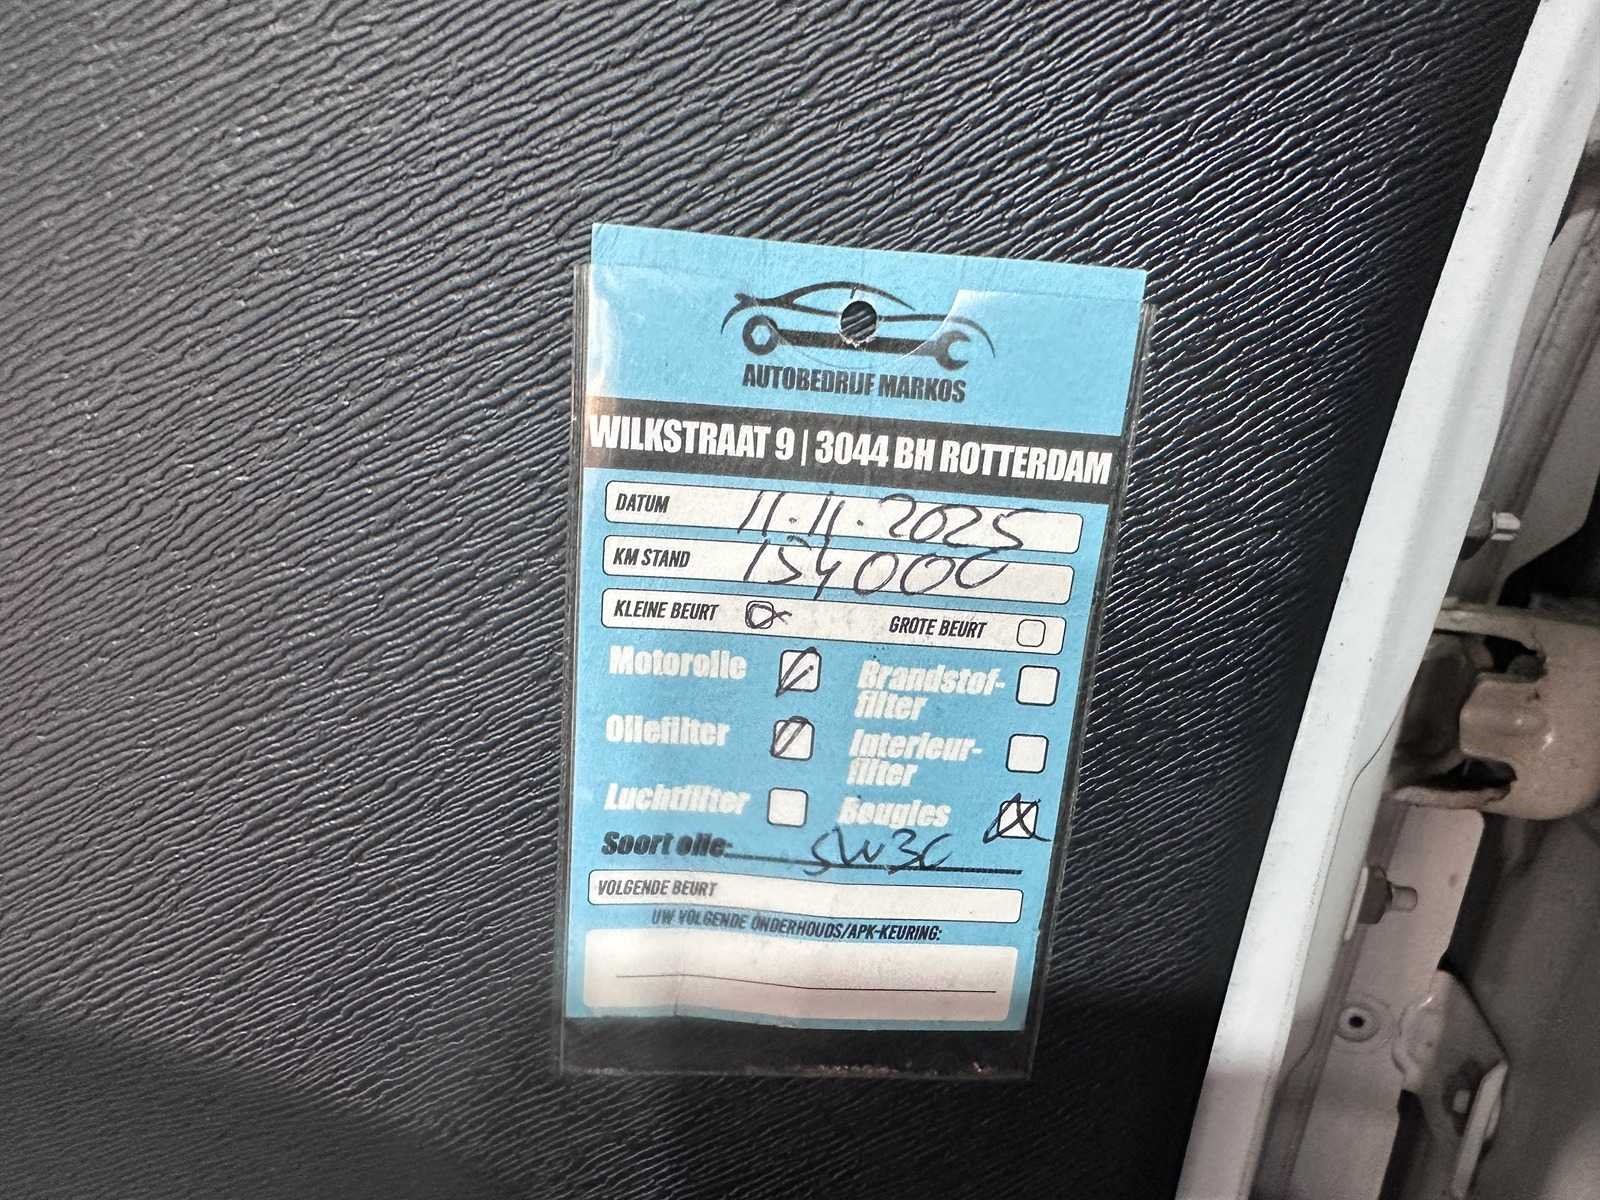 AUTOBEDRIJF MARKOS
WILKSTRAAT 9 | 3044 BH ROTTERDAM
DATUM 11.11.2025
KM STAND 154000
KLEINE BEURT GROTE BEURT
Motorolie Brandstof-
filter
Oliefilter Interieur-
filter
Luchtfilter Bougies
Soort olie: 5W30
VOLGENDE BEURT
UW VOLGENDE ONDERHOUDS/APK-KEURING: